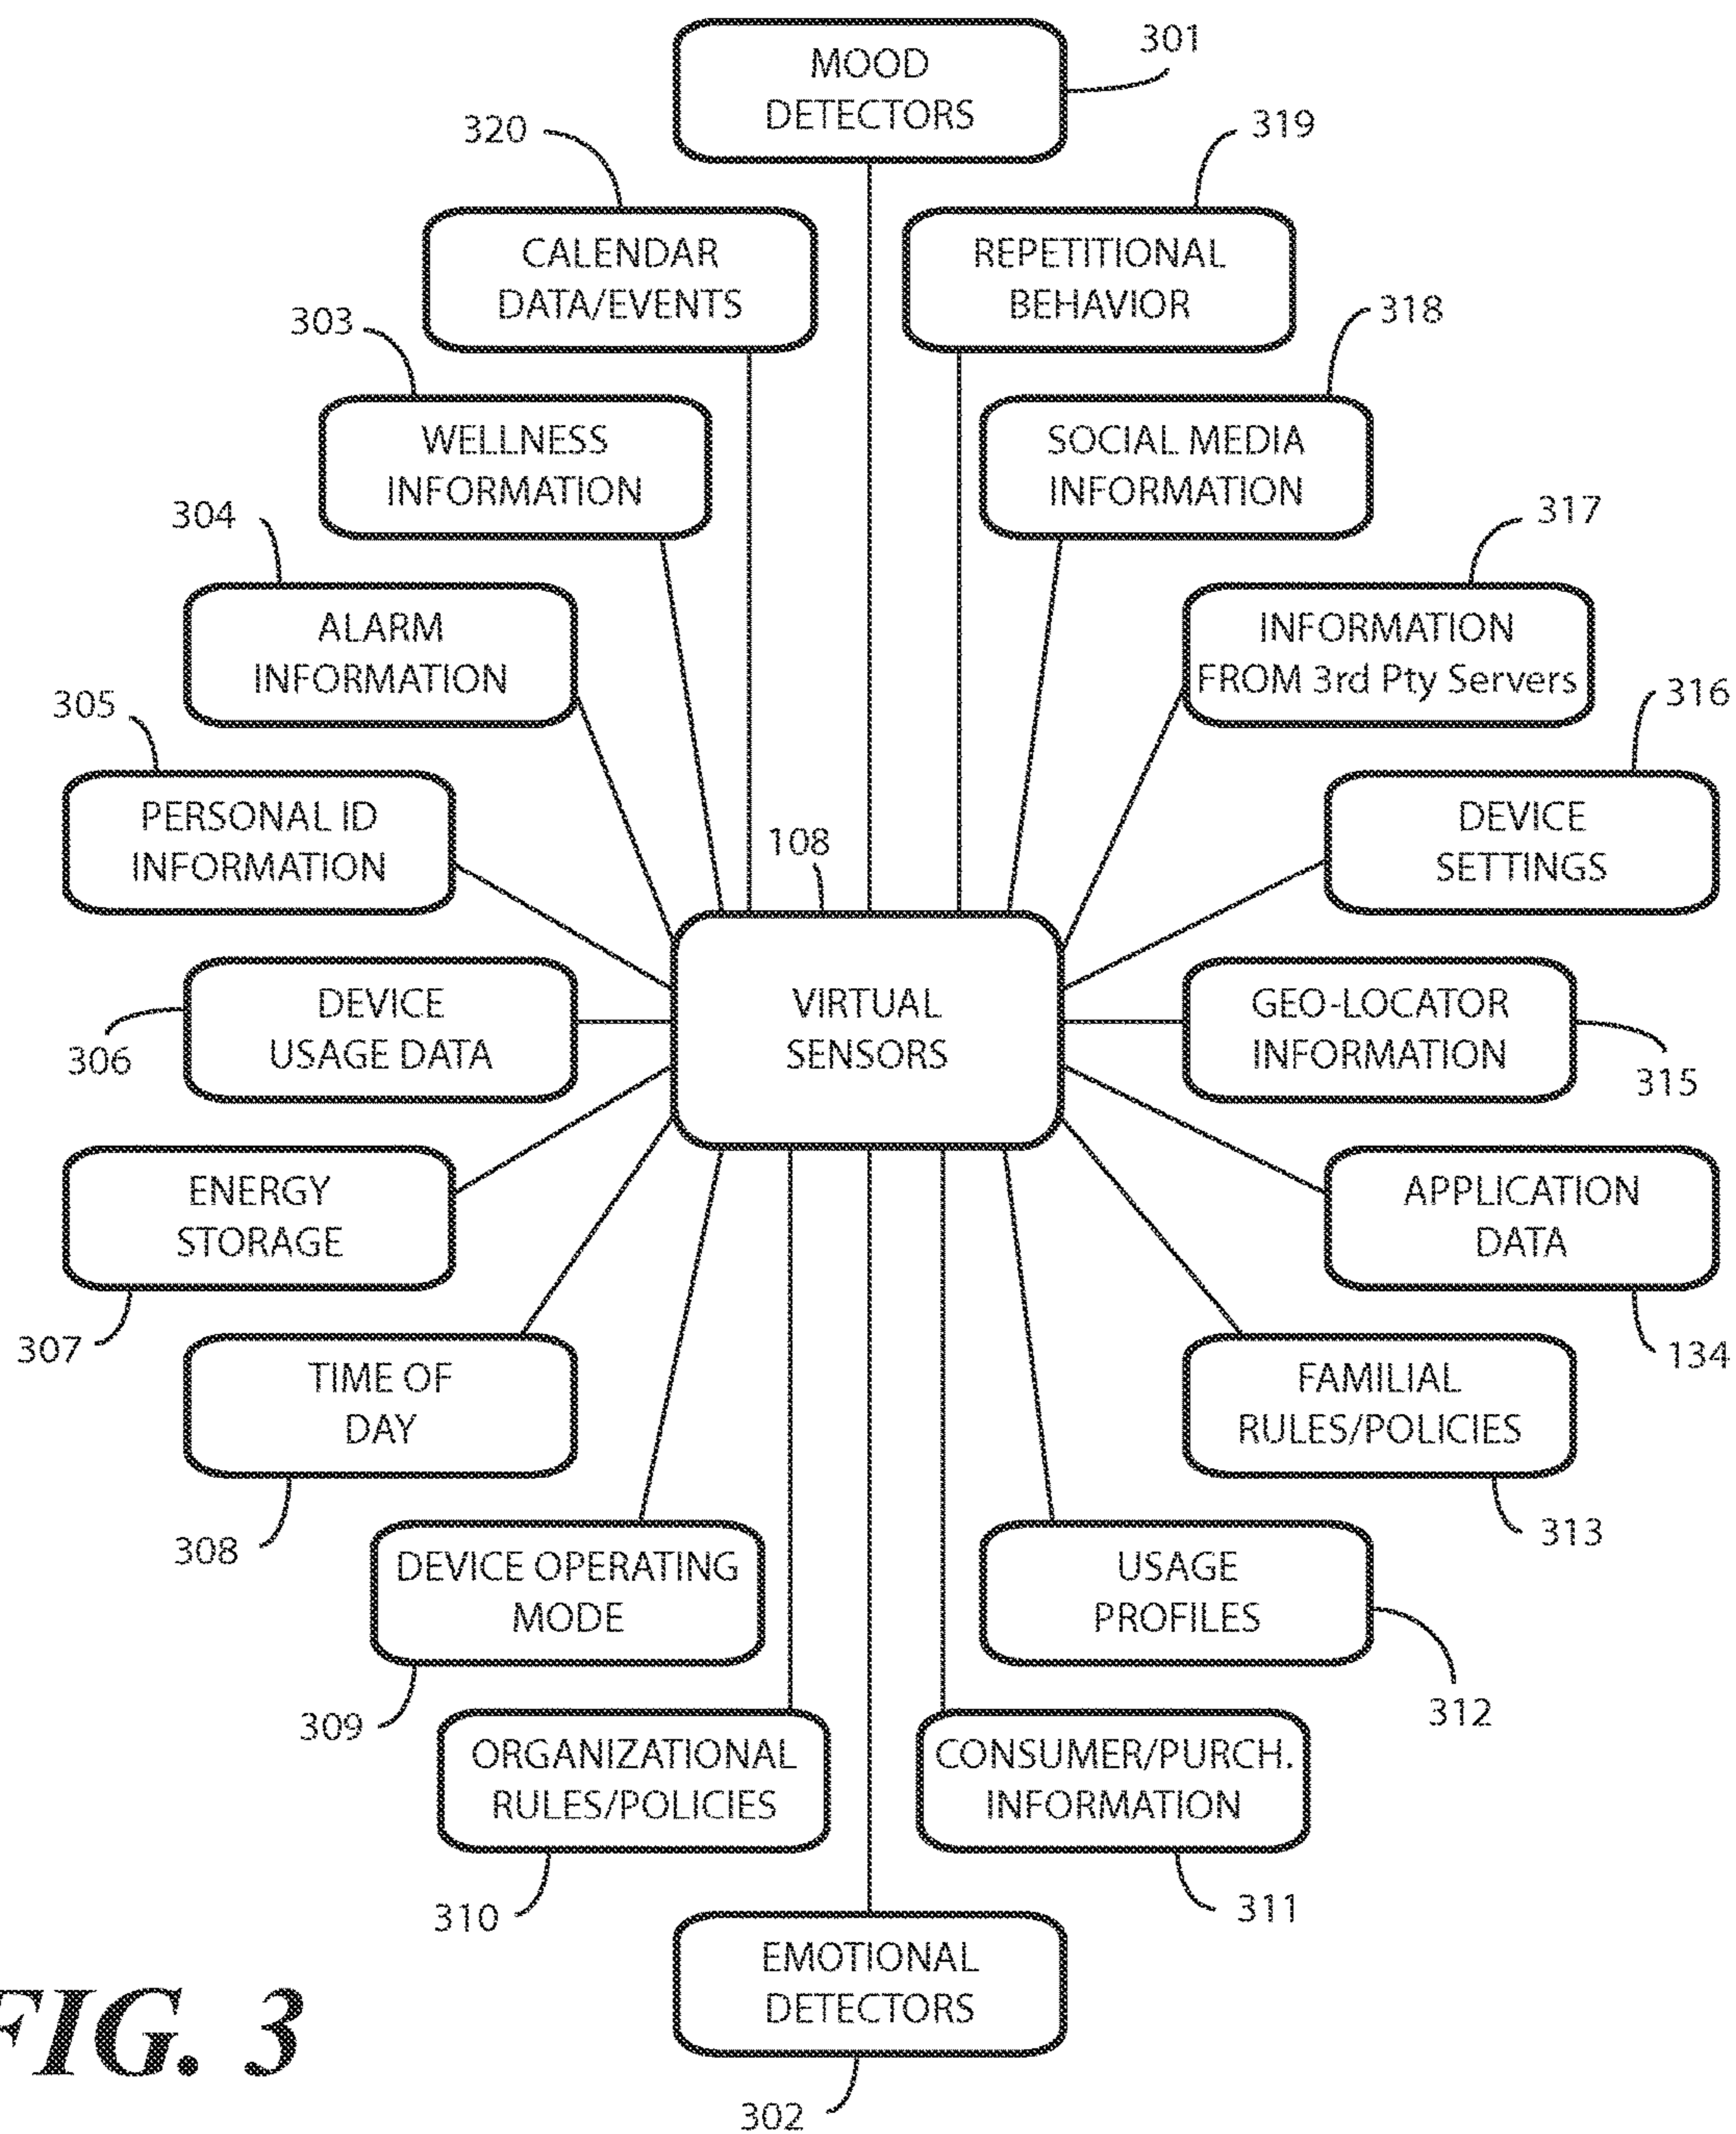 MOOD
DETECTORS
301
320
319
CALENDAR
DATA/EVENTS
REPETITIONAL
BEHAVIOR
303
318
WELLNESS
INFORMATION
SOCIAL MEDIA
INFORMATION
304
317
ALARM
INFORMATION
INFORMATION
FROM 3rd Pty Servers
305
316
PERSONAL ID
INFORMATION
DEVICE
SETTINGS
108
VIRTUAL
SENSORS
DEVICE
USAGE DATA
306
GEO-LOCATOR
INFORMATION
315
ENERGY
STORAGE
307
APPLICATION
DATA
134
TIME OF
DAY
308
FAMILIAL
RULES/POLICIES
313
DEVICE OPERATING
MODE
309
USAGE
PROFILES
312
ORGANIZATIONAL
RULES/POLICIES
310
CONSUMER/PURCH.
INFORMATION
311
EMOTIONAL
DETECTORS
302
FIG. 3